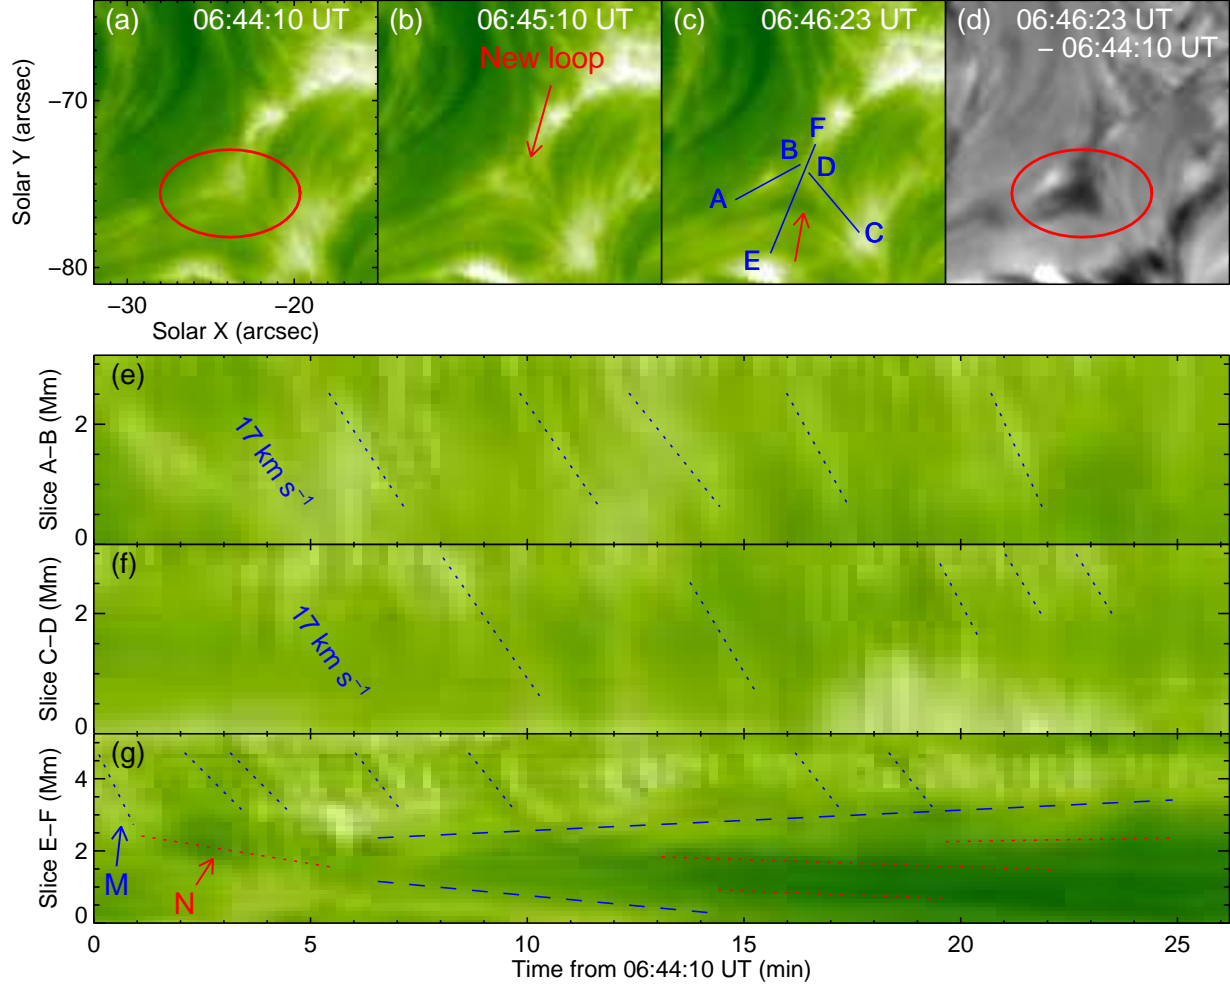 (a) 06:44:10 UT
(b) 06:45:10 UT
New loop
(c) 06:46:23 UT
F
B
D
A
C
E
(d) 06:46:23 UT
– 06:44:10 UT
−70
−80
Solar Y (arcsec)
−30 −20
Solar X (arcsec)
(e)
17 km s⁻¹
2
0
Slice A−B (Mm)
(f)
17 km s⁻¹
2
0
Slice C−D (Mm)
(g)
M
N
4
2
0
Slice E−F (Mm)
0 5 10 15 20 25
Time from 06:44:10 UT (min)